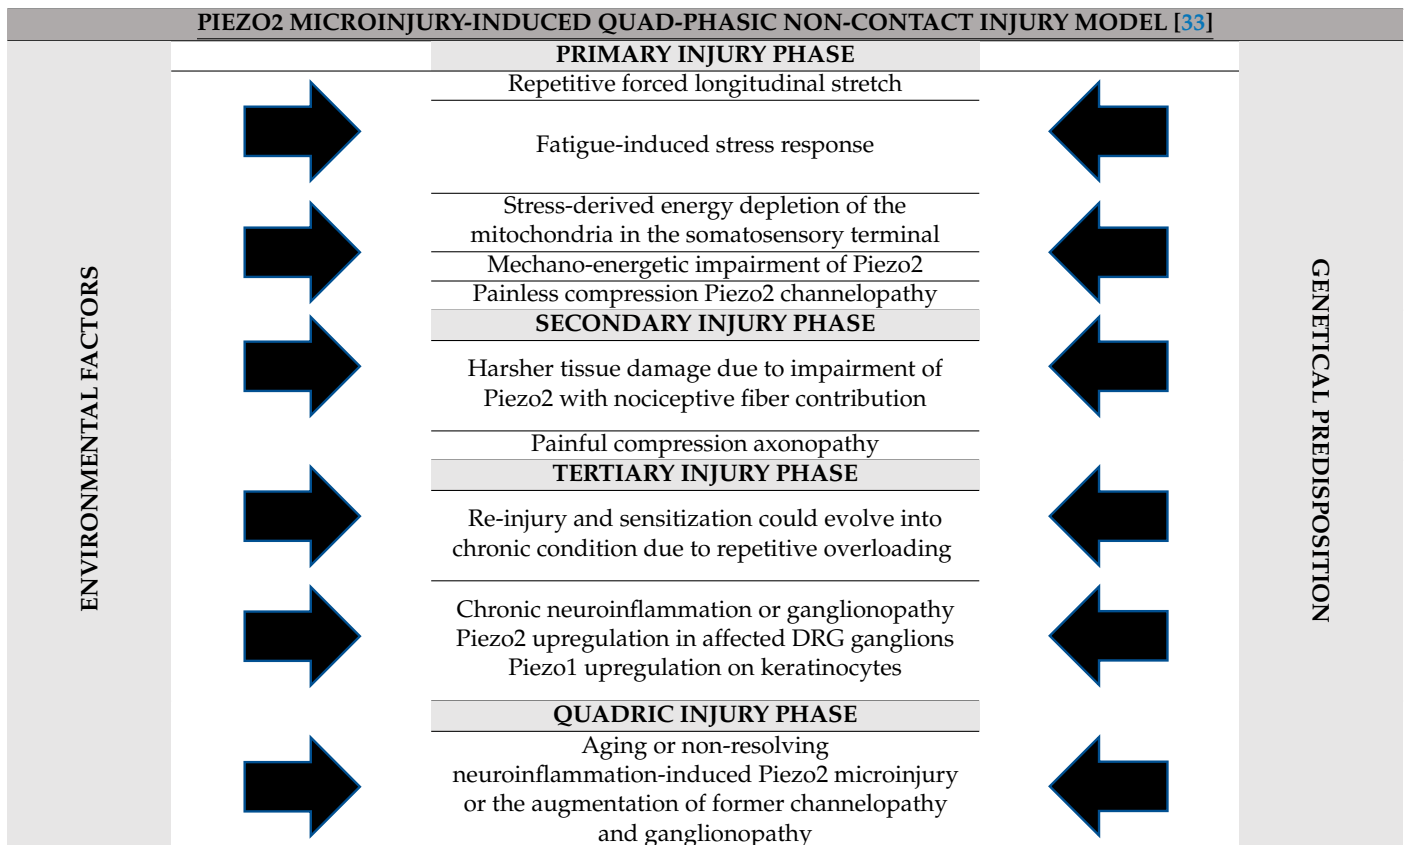 PIEZO2 MICROINJURY-INDUCED QUAD-PHASIC NON-CONTACT INJURY MODEL [33]
ENVIRONMENTAL FACTORS
PRIMARY INJURY PHASE
Repetitive forced longitudinal stretch
Fatigue-induced stress response
Stress-derived energy depletion of the
mitochondria in the somatosensory terminal
Mechano-energetic impairment of Piezo2
Painless compression Piezo2 channelopathy
SECONDARY INJURY PHASE
Harsher tissue damage due to impairment of
Piezo2 with nociceptive fiber contribution
Painful compression axonopathy
TERTIARY INJURY PHASE
Re-injury and sensitization could evolve into
chronic condition due to repetitive overloading
Chronic neuroinflammation or ganglionopathy
Piezo2 upregulation in affected DRG ganglions
Piezo1 upregulation on keratinocytes
QUADRIC INJURY PHASE
Aging or non-resolving
neuroinflammation-induced Piezo2 microinjury
or the augmentation of former channelopathy
and ganglionopathy
GENETICAL PREDISPOSITION